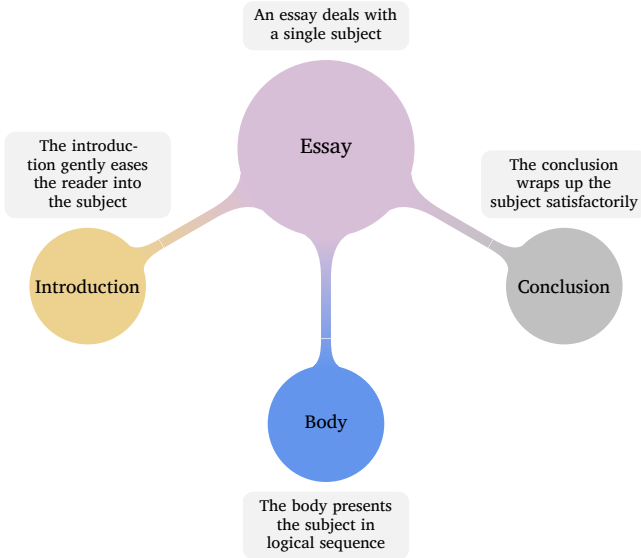 An essay deals with
a single subject
Essay
The introduc-
tion gently eases
the reader into
the subject
Introduction
The conclusion
wraps up the
subject satisfactorily
Conclusion
Body
The body presents
the subject in
logical sequence